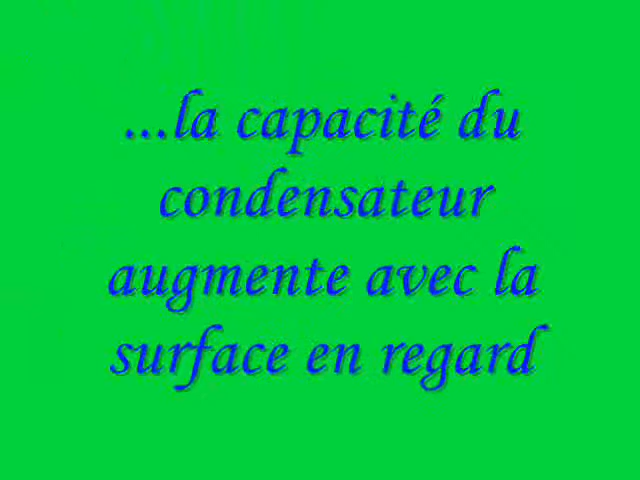 ...la capacité du
condensateur
augmente avec la
surface en regard